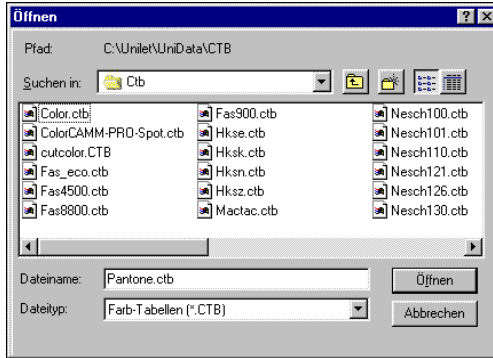 Öffnen
Pfad: C:\Unilet\UniData\CTB
Suchen in: Ctb
Color.ctb Fas900.ctb Nesch100.ctb
ColorCAMM-PRO-Spot.ctb Hkse.ctb Nesch101.ctb
cutcolor.CTB Hksk.ctb Nesch110.ctb
Fas_eco.ctb Hksn.ctb Nesch121.ctb
Fas4500.ctb Hksz.ctb Nesch126.ctb
Fas8800.ctb Mactac.ctb Nesch130.ctb
Dateiname: Pantone.ctb Öffnen
Dateityp: Farb-Tabellen (*.CTB) Abbrechen